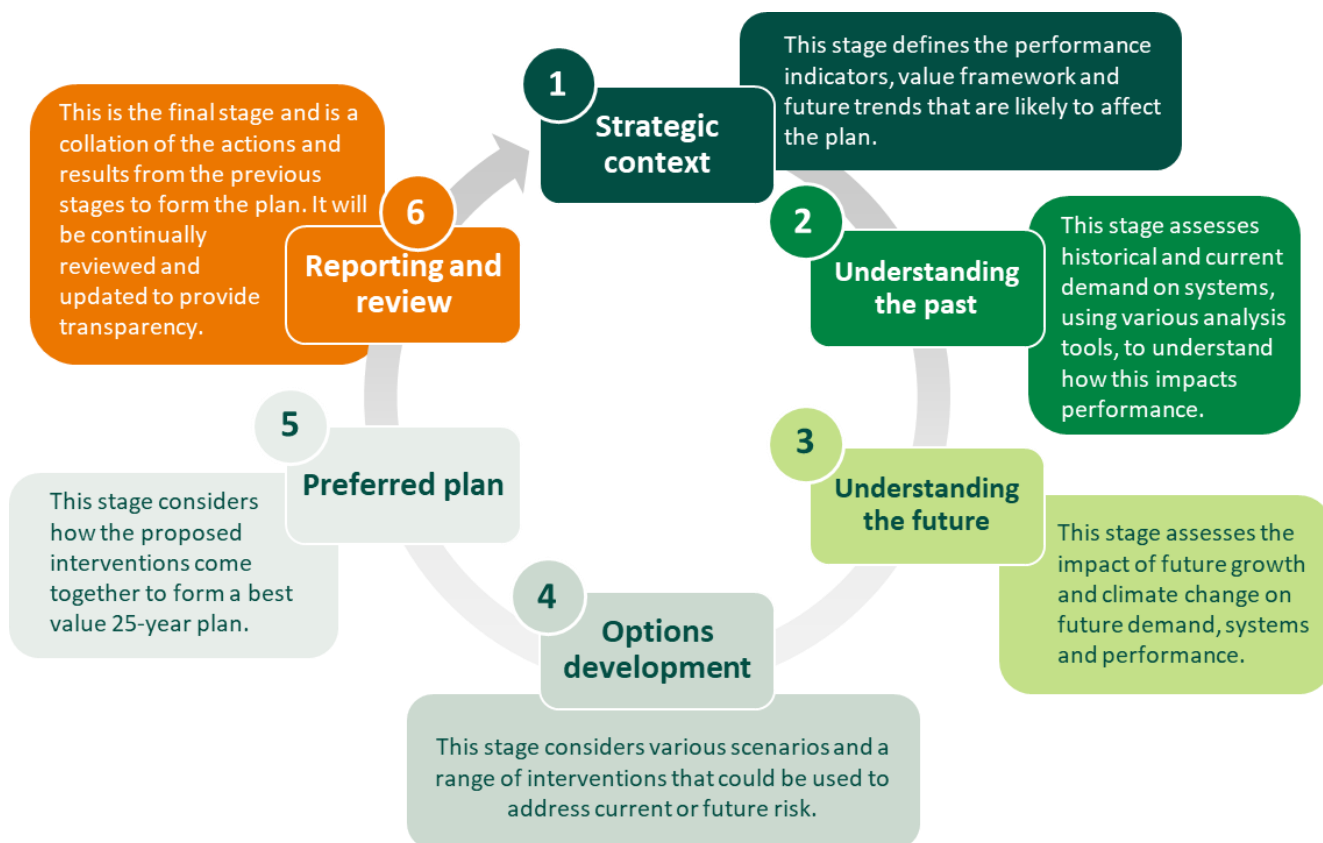 1
Strategic
context
This stage defines the performance
indicators, value framework and
future trends that are likely to affect
the plan.
2
Understanding
the past
This stage assesses
historical and current
demand on systems,
using various analysis
tools, to understand
how this impacts
performance.
3
Understanding
the future
This stage assesses the
impact of future growth
and climate change on
future demand, systems
and performance.
4
Options
development
This stage considers various scenarios and a
range of interventions that could be used to
address current or future risk.
5
Preferred plan
This stage considers
how the proposed
interventions come
together to form a best
value 25-year plan.
6
Reporting and
review
This is the final stage and is a
collation of the actions and
results from the previous
stages to form the plan. It will
be continually
reviewed and
updated to provide
transparency.